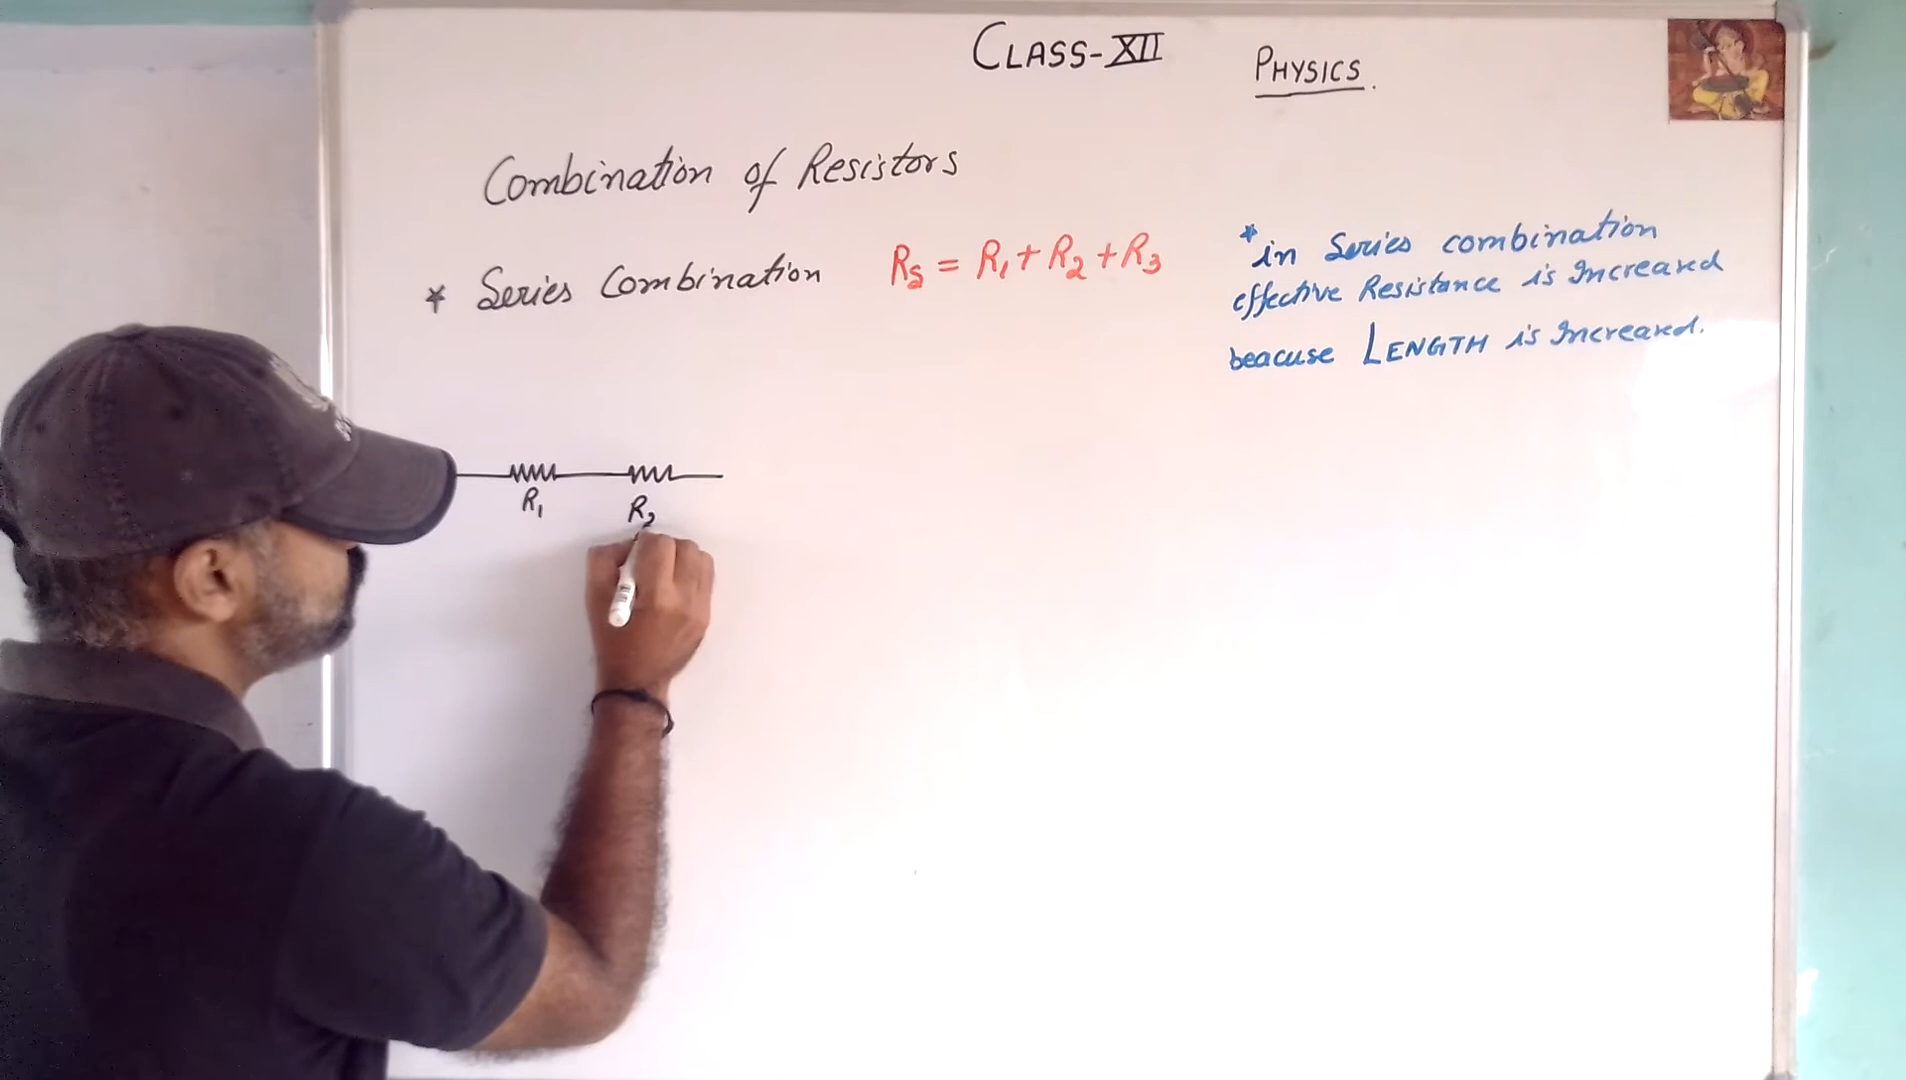 CLASS-XII
PHYSICS.
Combination of Resistors
* Series Combination
RS = R1 + R2 + R3
* in Series combination
effective Resistance is Increased
beacuse LENGTH is Increased.
R1
R2